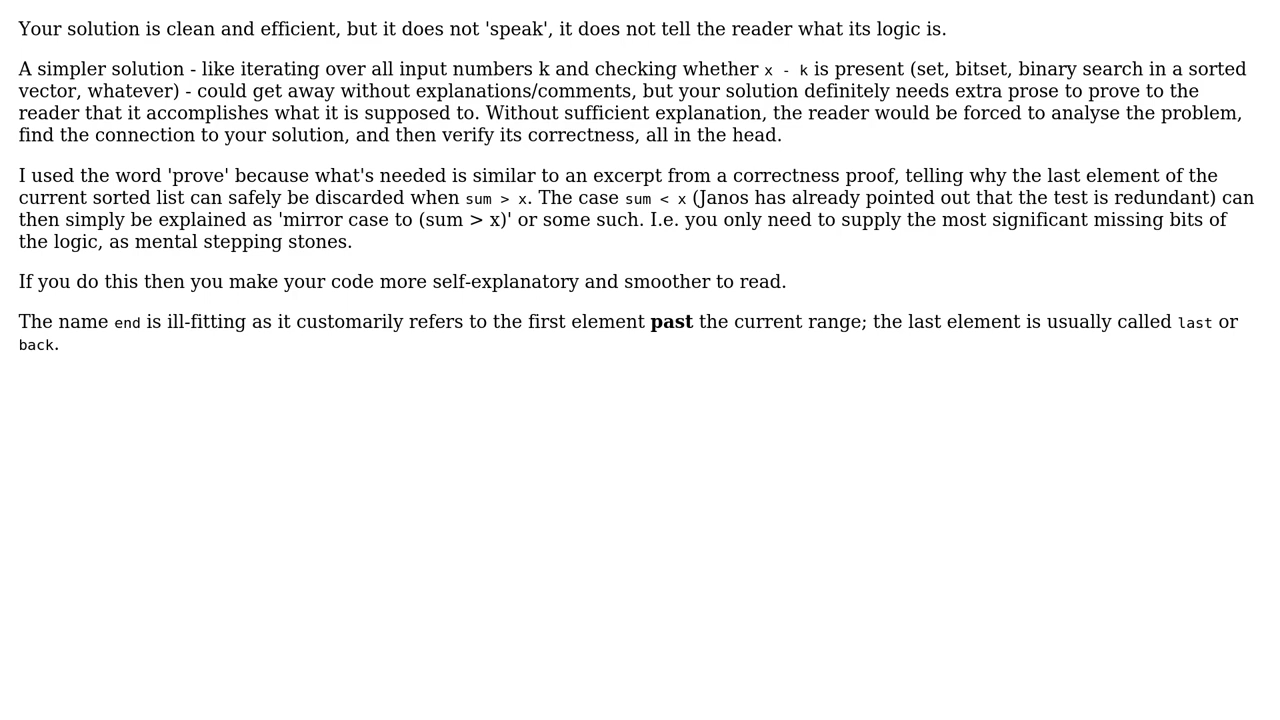 Your solution is clean and efficient, but it does not 'speak', it does not tell the reader what its logic is.
A simpler solution - like iterating over all input numbers k and checking whether x - k is present (set, bitset, binary search in a sorted
vector, whatever) - could get away without explanations/comments, but your solution definitely needs extra prose to prove to the
reader that it accomplishes what it is supposed to. Without sufficient explanation, the reader would be forced to analyse the problem,
find the connection to your solution, and then verify its correctness, all in the head.
I used the word 'prove' because what's needed is similar to an excerpt from a correctness proof, telling why the last element of the
current sorted list can safely be discarded when sum > x. The case sum < x (Janos has already pointed out that the test is redundant) can
then simply be explained as 'mirror case to (sum > x)' or some such. I.e. you only need to supply the most significant missing bits of
the logic, as mental stepping stones.
If you do this then you make your code more self-explanatory and smoother to read.
The name end is ill-fitting as it customarily refers to the first element past the current range; the last element is usually called last or
back.